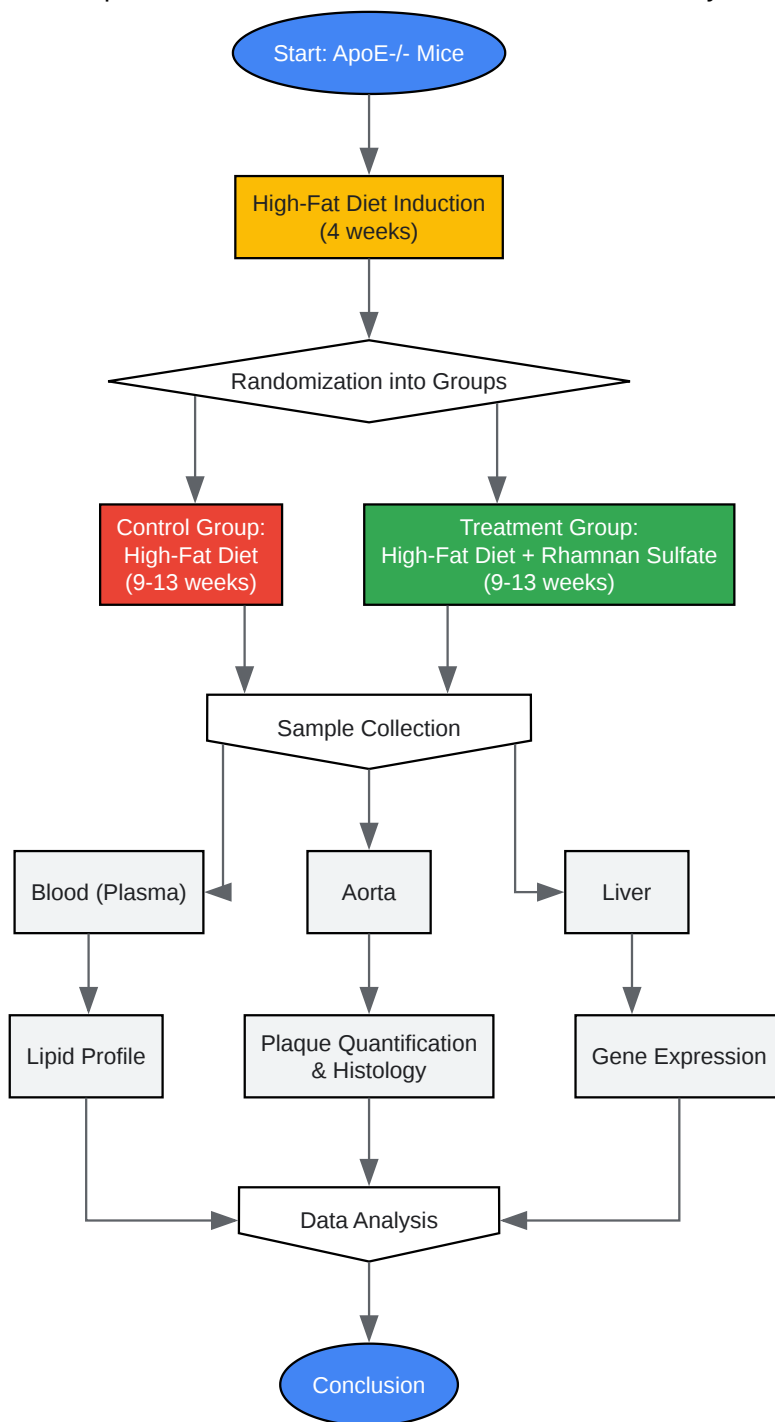 Start: ApoE-/- Mice
High-Fat Diet Induction
(4 weeks)
Randomization into Groups
Control Group:
High-Fat Diet
(9-13 weeks)
Treatment Group:
High-Fat Diet + Rhamnan Sulfate
(9-13 weeks)
Sample Collection
Blood (Plasma)
Aorta
Liver
Lipid Profile
Plaque Quantification
& Histology
Gene Expression
Data Analysis
Conclusion